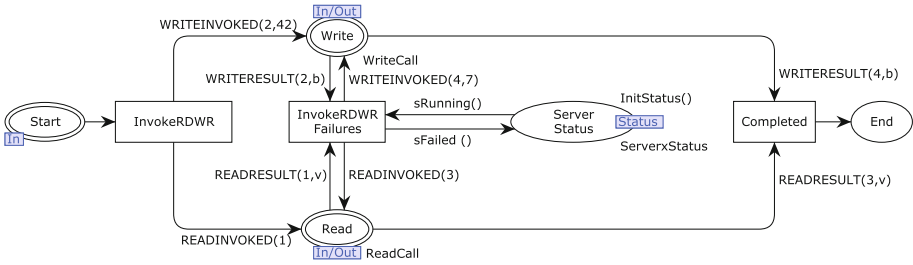 In/Out
WRITEINVOKED(2,42)
Write
WriteCall
WRITERESULT(2,b)
WRITEINVOKED(4,7)
WRITERESULT(4,b)
InitStatus()
sRunning()
Start
In
InvokeRDWR
InvokeRDWR
Failures
Server
Status
Status
Completed
End
sFailed ()
ServerxStatus
READRESULT(1,v)
READINVOKED(3)
READRESULT(3,v)
Read
READINVOKED(1)
In/Out
ReadCall